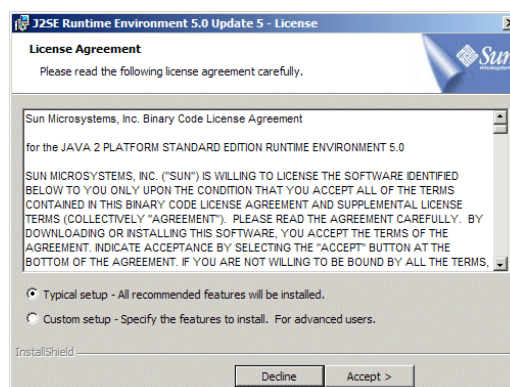 J2SE Runtime Environment 5.0 Update 5 - License
License Agreement
Please read the following license agreement carefully.
Sun
microsystems
Sun Microsystems, Inc. Binary Code License Agreement
for the JAVA 2 PLATFORM STANDARD EDITION RUNTIME ENVIRONMENT 5.0
SUN MICROSYSTEMS, INC. ("SUN") IS WILLING TO LICENSE THE SOFTWARE IDENTIFIED
BELOW TO YOU ONLY UPON THE CONDITION THAT YOU ACCEPT ALL OF THE TERMS
CONTAINED IN THIS BINARY CODE LICENSE AGREEMENT AND SUPPLEMENTAL LICENSE
TERMS (COLLECTIVELY "AGREEMENT"). PLEASE READ THE AGREEMENT CAREFULLY. BY
DOWNLOADING OR INSTALLING THIS SOFTWARE, YOU ACCEPT THE TERMS OF THE
AGREEMENT. INDICATE ACCEPTANCE BY SELECTING THE "ACCEPT" BUTTON AT THE
BOTTOM OF THE AGREEMENT. IF YOU ARE NOT WILLING TO BE BOUND BY ALL THE TERMS,
Typical setup - All recommended features will be installed.
Custom setup - Specify the features to install. For advanced users.
InstallShield
Decline
Accept >